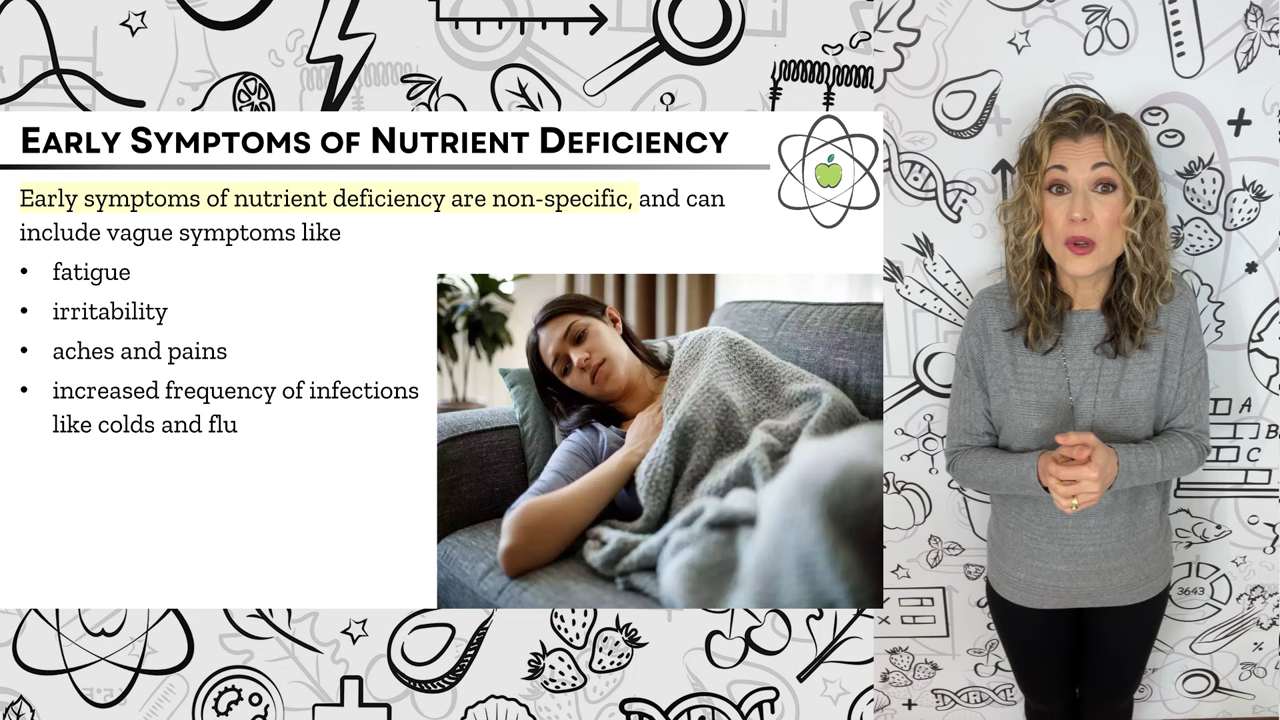 EARLY SYMPTOMS OF NUTRIENT DEFICIENCY
Early symptoms of nutrient deficiency are non-specific, and can
include vague symptoms like
• fatigue
• irritability
• aches and pains
• increased frequency of infections
like colds and flu
A
B
C
3643
x
%